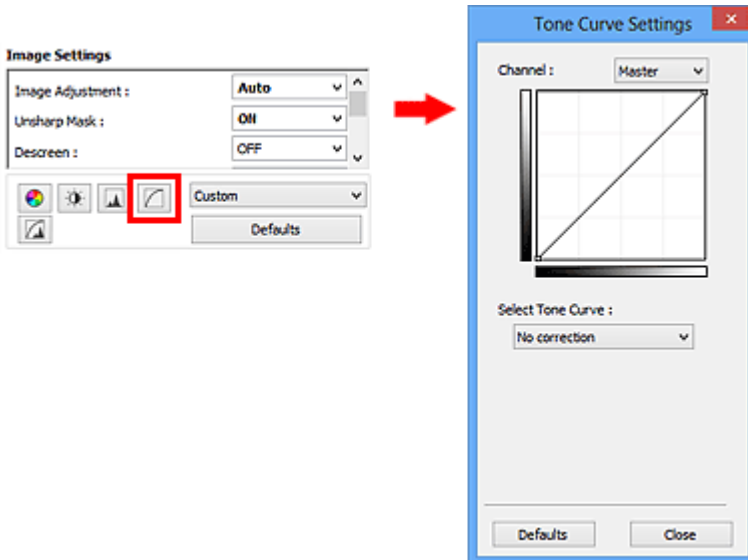 Image Settings
Image Adjustment :
Auto
Unsharp Mask :
ON
Descreen :
OFF
Custom
Defaults
Tone Curve Settings
Channel :
Master
Select Tone Curve :
No correction
Defaults
Close